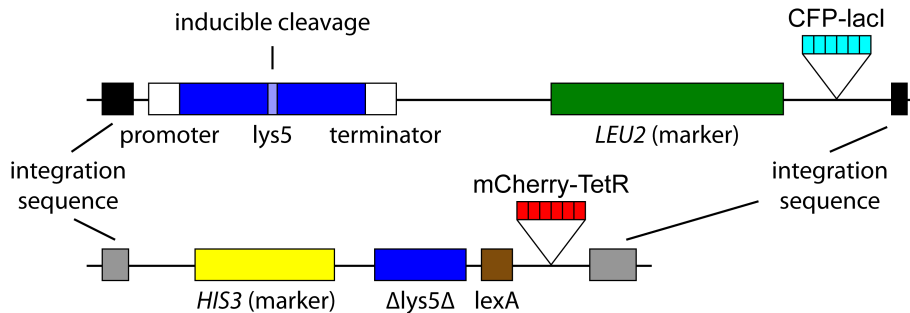 inducible cleavage
CFP-lacI
promoter
lys5
terminator
LEU2 (marker)
integration
sequence
integration
sequence
mCherry-TetR
HIS3 (marker)
Δlys5Δ
lexA